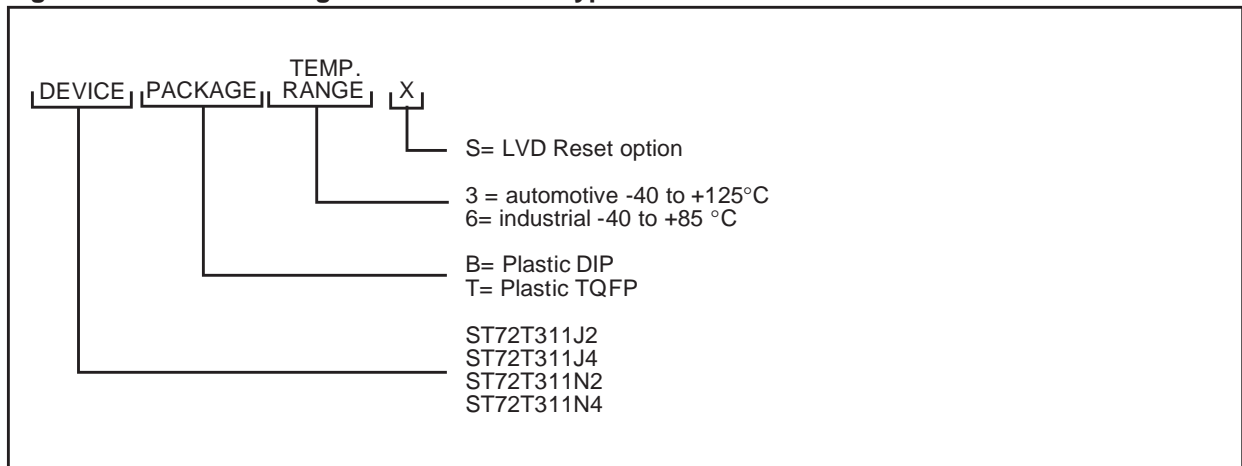 TEMP.
DEVICE PACKAGE RANGE X
S= LVD Reset option
3 = automotive -40 to +125°C
6= industrial -40 to +85 °C
B= Plastic DIP
T= Plastic TQFP
ST72T311J2
ST72T311J4
ST72T311N2
ST72T311N4